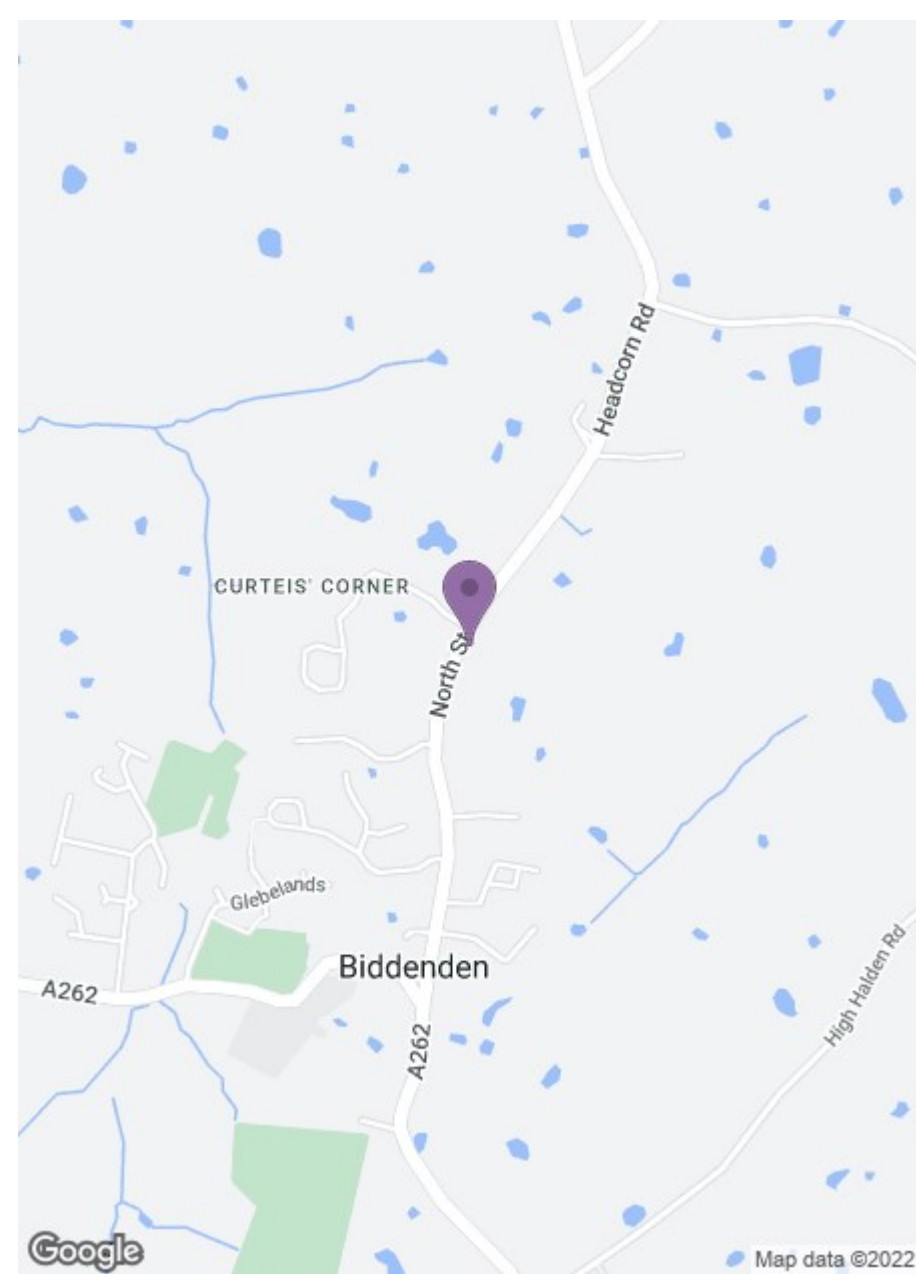 Headcorn Rd
CURTEIS' CORNER
North St
Glebelands
Biddenden
A262
A262
High Halden Rd
Google
Map data ©2022